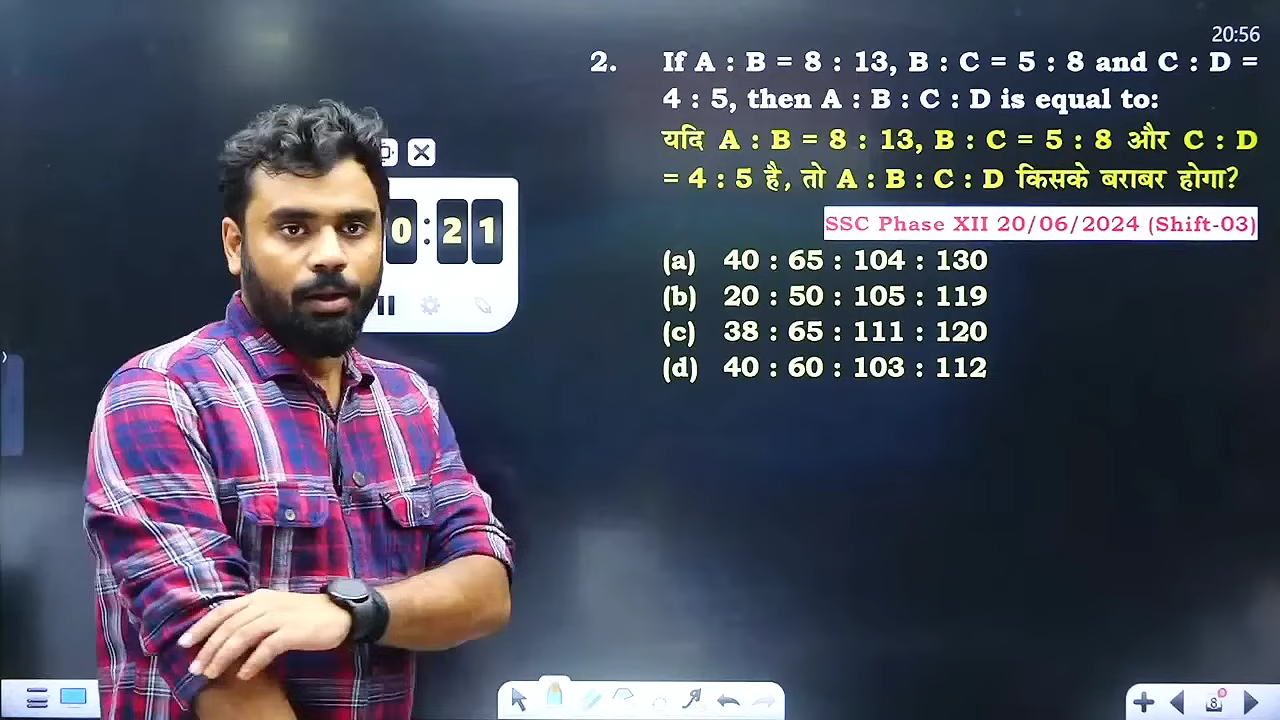 20:56
2. If A : B = 8 : 13, B : C = 5 : 8 and C : D =
4 : 5, then A : B : C : D is equal to:
यदि A : B = 8 : 13, B : C = 5 : 8 और C : D
= 4 : 5 है, तो A : B : C : D किसके बराबर होगा?
SSC Phase XII 20/06/2024 (Shift-03)
0:21
(a) 40 : 65 : 104 : 130
(b) 20 : 50 : 105 : 119
(c) 38 : 65 : 111 : 120
(d) 40 : 60 : 103 : 112
8